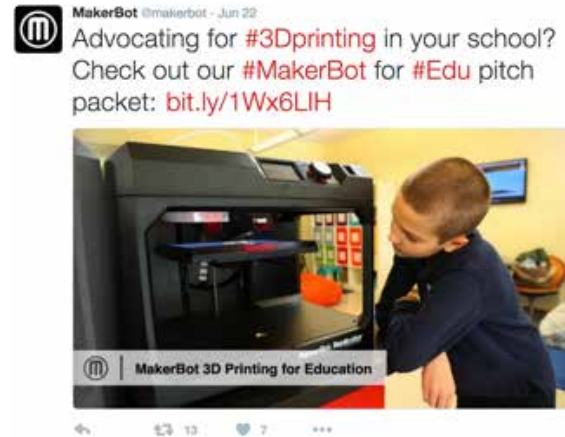 MakerBot @makerbot · Jun 22
Advocating for #3Dprinting in your school?
Check out our #MakerBot for #Edu pitch
packet: bit.ly/1Wx6LIH
MakerBot 3D Printing for Education
13 7